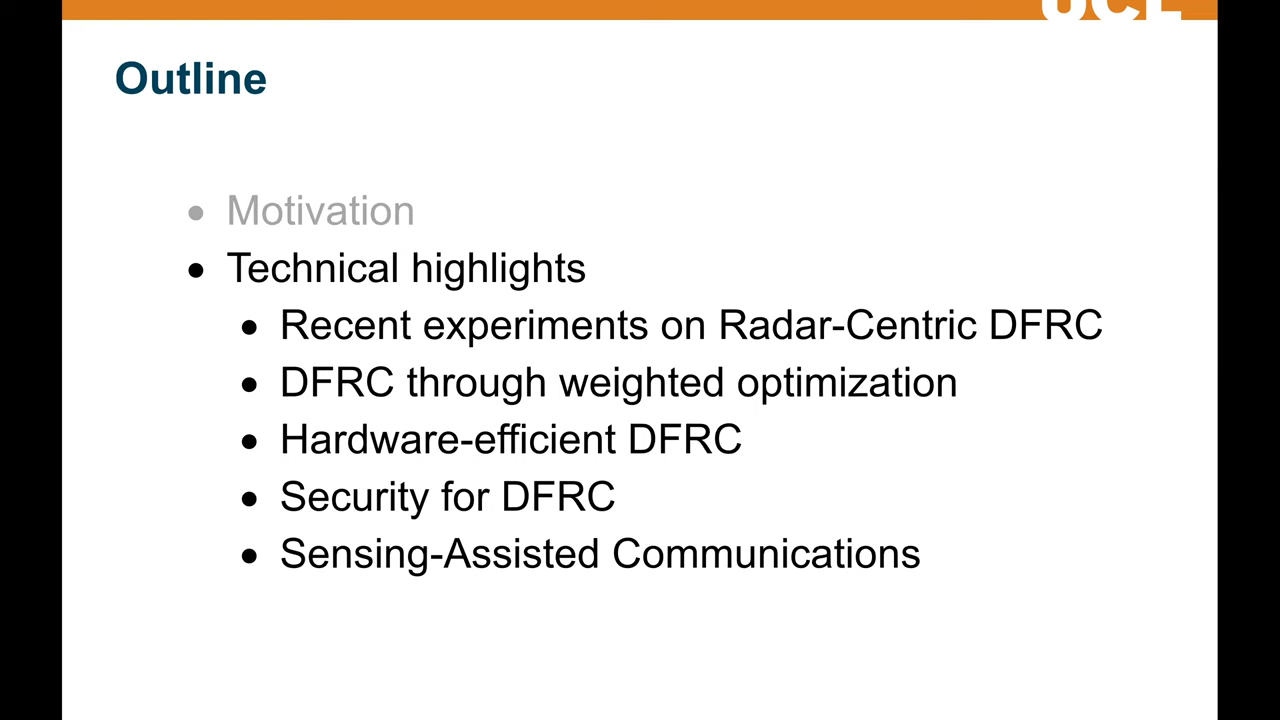 UCL
Outline
• Motivation
• Technical highlights
• Recent experiments on Radar-Centric DFRC
• DFRC through weighted optimization
• Hardware-efficient DFRC
• Security for DFRC
• Sensing-Assisted Communications